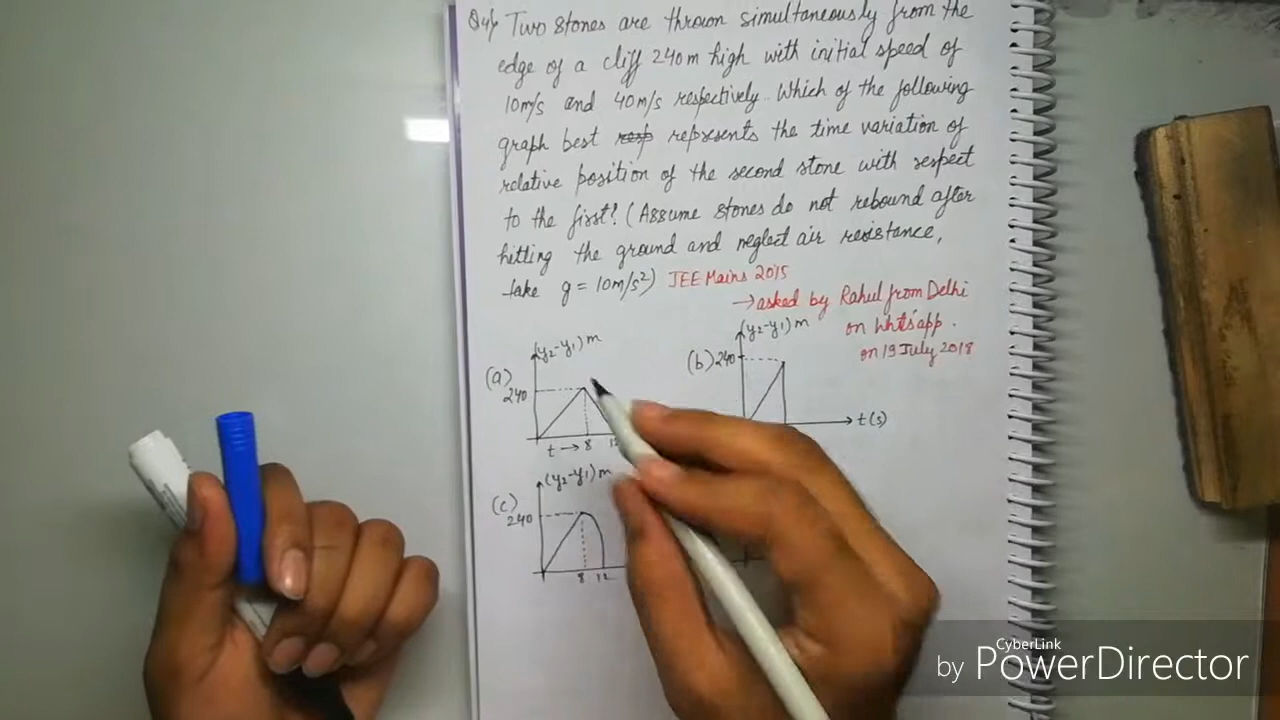 Q4/ Two stones are thrown simultaneously from the
edge of a cliff 240m high with initial speed of
10m/s and 40m/s respectively. Which of the following
graph best resp represents the time variation of
relative position of the second stone with respect
to the first? (Assume stones do not rebound after
hitting the ground and neglect air resistance,
take g = 10m/s²) JEE Mains 2015
→ asked by Rahul from Delhi
on Whts'app.
on 19 July 2018
(a)
(y₂-y₁) m
240
t → 8 12
(b)
(y₂-y₁) m
240
t(s)
(c)
(y₂-y₁) m
240
8 12
CyberLink
by PowerDirector